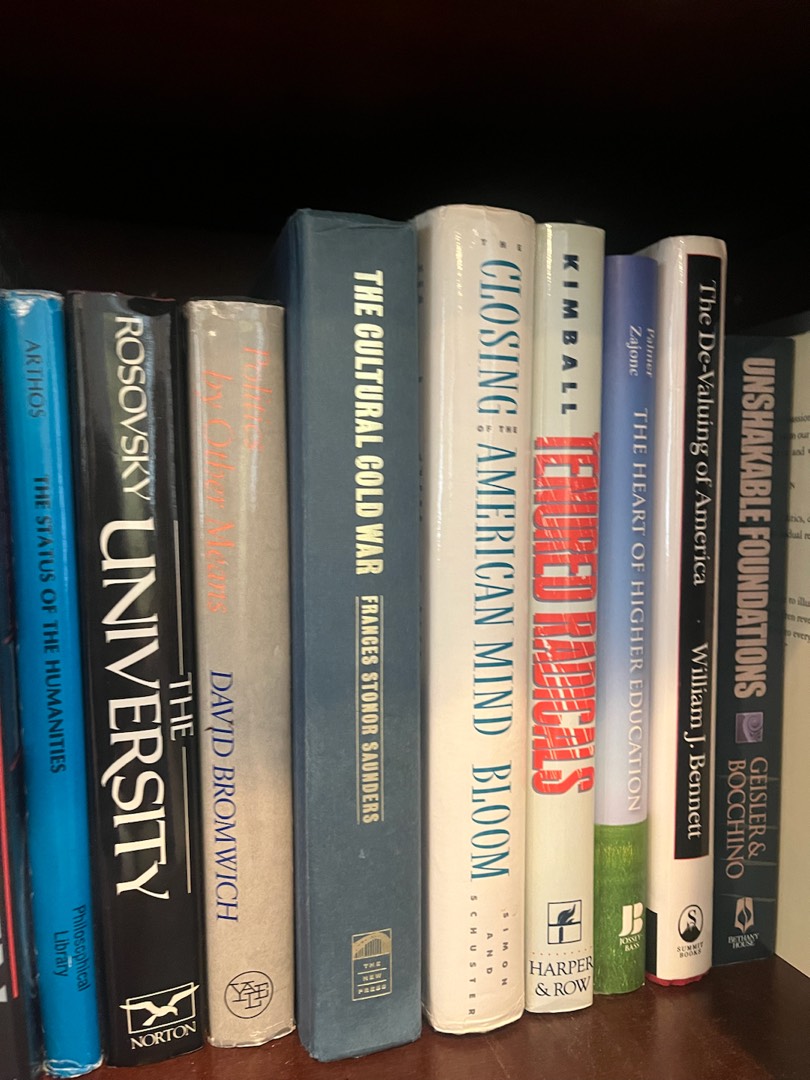 ARTHOS
THE STATUS OF THE HUMANITIES
Philosophical
Library
ROSOVSKY
THE
UNIVERSITY
NORTON
Politics
by Other Means
DAVID BROMWICH
YALE
THE CULTURAL COLD WAR
FRANCES STONOR SAUNDERS
THE
NEW
PRESS
THE
CLOSING
OF THE
AMERICAN MIND
BLOOM
SIMON
AND
SCHUSTER
KIMBALL
TENURED RADICALS
HARPER
& ROW
Palmer
Zajonc
THE HEART OF HIGHER EDUCATION
JB
JOSSEY-
BASS
The De-Valuing of America · William J. Bennett
SUMMIT
BOOKS
UNSHAKABLE FOUNDATIONS
GEISLER &
BOCCHINO
BETHANY
HOUSE